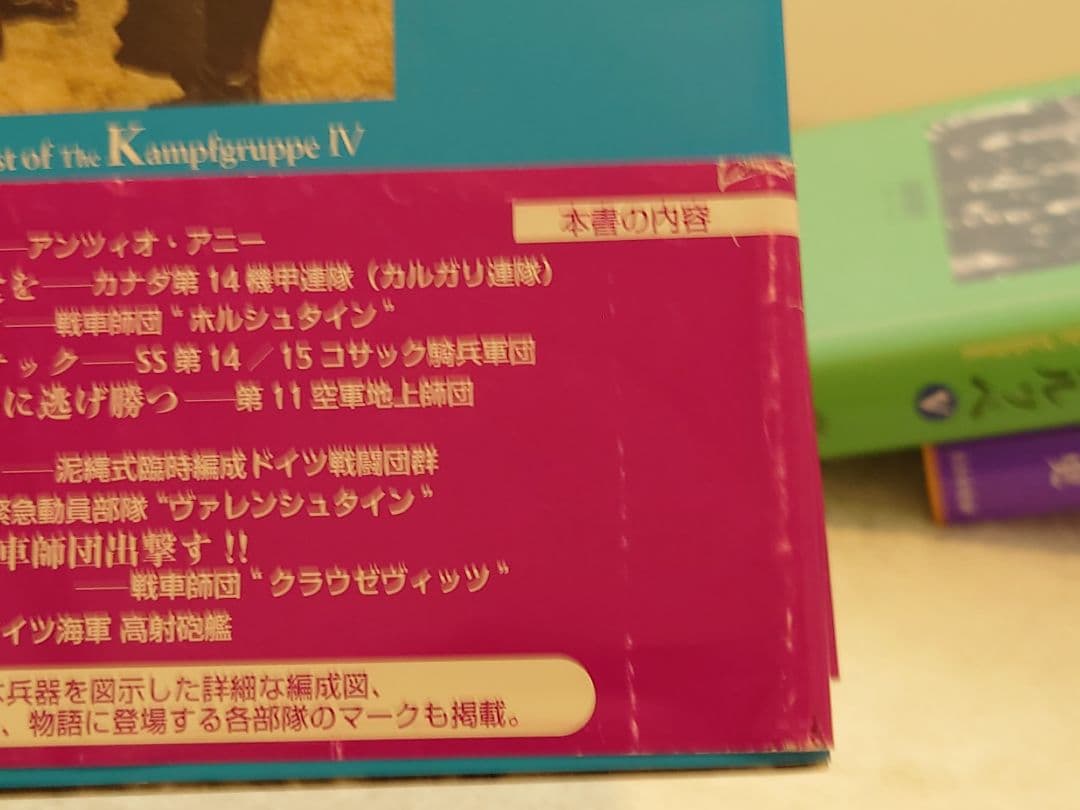 st of The Kampfgruppe IV
本書の内容
——アンツィオ・アニー
を——カナダ第14機甲連隊（カルガリ連隊）
——戦車師団“ホルシュタイン”
ック——SS第14／15コサック騎兵軍団
に逃げ勝つ——第11空軍地上師団
——泥縄式臨時編成ドイツ戦闘団群
緊急動員部隊“ヴァレンシュタイン”
車師団出撃す!!
——戦車師団“クラウゼヴィッツ”
イツ海軍 高射砲艦
兵器を図示した詳細な編成図、
、物語に登場する各部隊のマークも掲載。
V